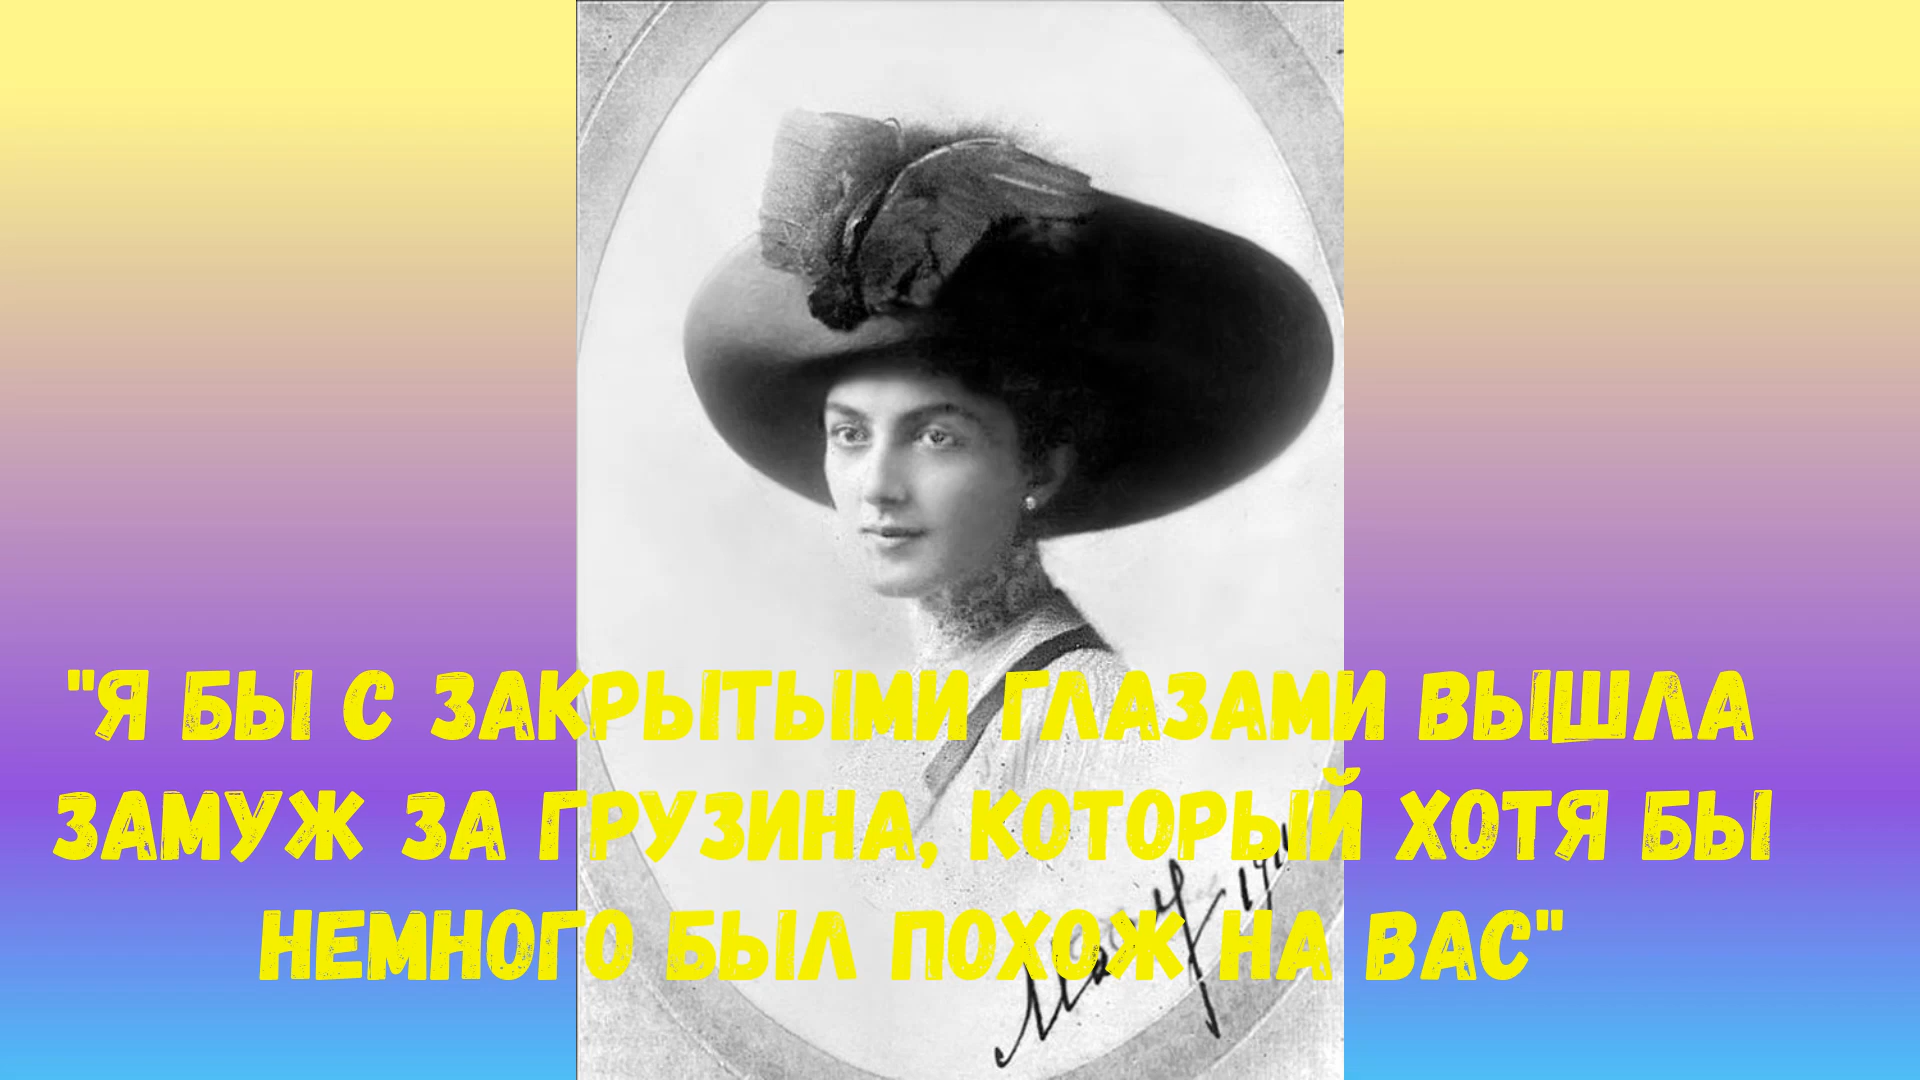 "Я БЫ С ЗАКРЫТЫМИ ГЛАЗАМИ ВЫШЛА
ЗАМУЖ ЗА ГРУЗИНА, КОТОРЫЙ ХОТЯ БЫ
НЕМНОГО БЫЛ ПОХОЖ НА ВАС"